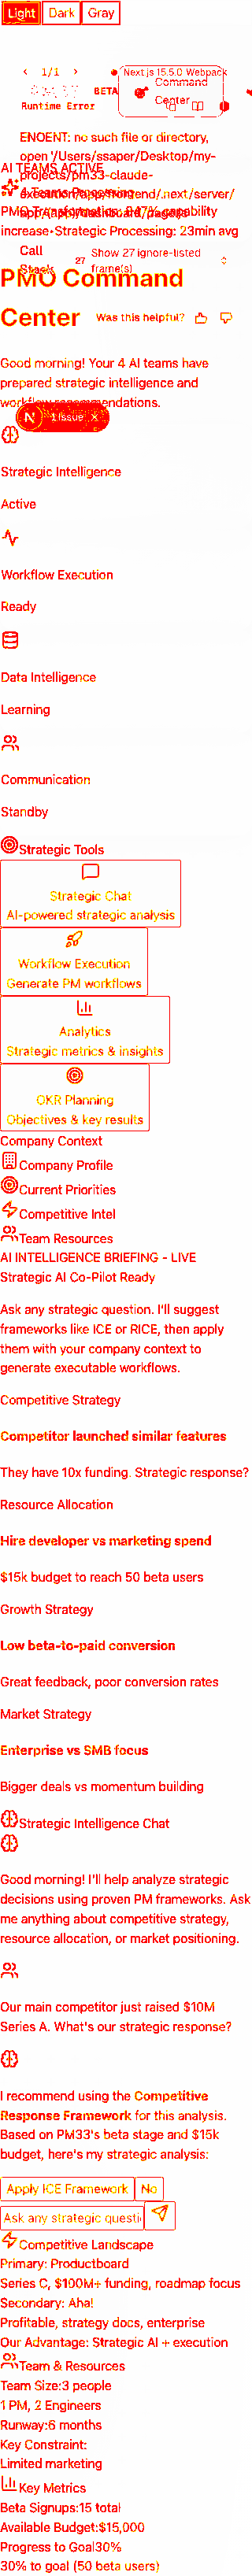 Light Dark Gray
1/1
Next.js 15.5.0 Webpack
BETA
Command
Center
Runtime Error
ENOENT: no such file or directory,
open '/Users/ssaper/Desktop/my-
projects/pm33-claude-
execution/app/frontend/.next/server/
AI TEAMS ACTIVE
4 Teams Processing
PMO Transformation: capability
increase•Strategic Processing: 23min avg
Call
Stack 27
Show 27 ignore-listed
frame(s)
PMO Command
Center
Was this helpful?
Good morning! Your 4 AI teams have
prepared strategic intelligence and
workflow recommendations.
N 1 Issue
Strategic Intelligence
Active
Workflow Execution
Ready
Data Intelligence
Learning
Communication
Standby
Strategic Tools
Strategic Chat
AI-powered strategic analysis
Workflow Execution
Generate PM workflows
Analytics
Strategic metrics & insights
OKR Planning
Objectives & key results
Company Context
Company Profile
Current Priorities
Competitive Intel
Team Resources
AI INTELLIGENCE BRIEFING - LIVE
Strategic AI Co-Pilot Ready
Ask any strategic question. I'll suggest
frameworks like ICE or RICE, then apply
them with your company context to
generate executable workflows.
Competitive Strategy
Competitor launched similar features
They have 10x funding. Strategic response?
Resource Allocation
Hire developer vs marketing spend
$15k budget to reach 50 beta users
Growth Strategy
Low beta-to-paid conversion
Great feedback, poor conversion rates
Market Strategy
Enterprise vs SMB focus
Bigger deals vs momentum building
Strategic Intelligence Chat
Good morning! I'll help analyze strategic
decisions using proven PM frameworks. Ask
me anything about competitive strategy,
resource allocation, or market positioning.
Our main competitor just raised $10M
Series A. What's our strategic response?
I recommend using the Competitive
Response Framework for this analysis.
Based on PM33's beta stage and $15k
budget, here's my strategic analysis:
Apply ICE Framework No
Ask any strategic questi
Competitive Landscape
Primary: Productboard
Series C, $100M+ funding, roadmap focus
Secondary: Aha!
Profitable, strategy docs, enterprise
Our Advantage: Strategic AI + execution
Team & Resources
Team Size:3 people
1 PM, 2 Engineers
Runway:6 months
Key Constraint:
Limited marketing
Key Metrics
Beta Signups:15 total
Available Budget:$15,000
Progress to Goal30%
30% to goal (50 beta users)